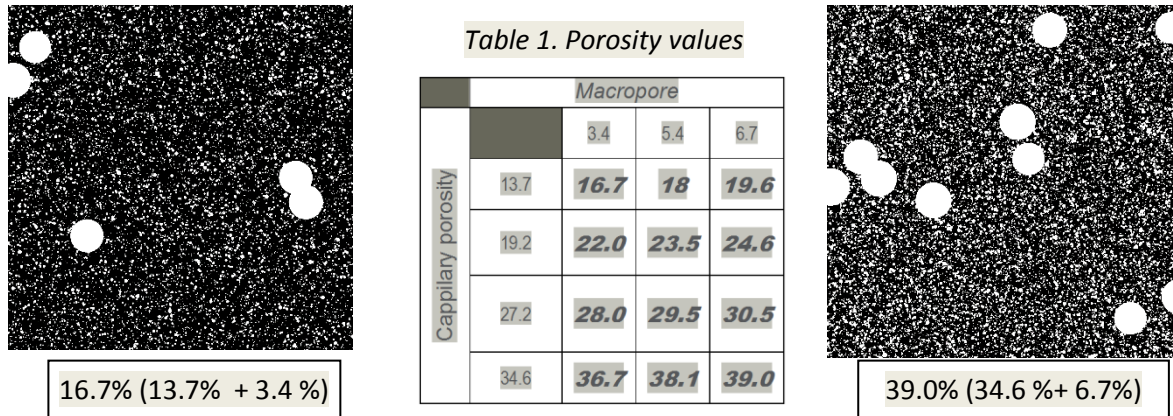 Table 1. Porosity values
Macropore
3.4 5.4 6.7
Cappilary porosity
13.7 16.7 18 19.6
19.2 22.0 23.5 24.6
27.2 28.0 29.5 30.5
34.6 36.7 38.1 39.0
16.7% (13.7% + 3.4 %)
39.0% (34.6 %+ 6.7%)